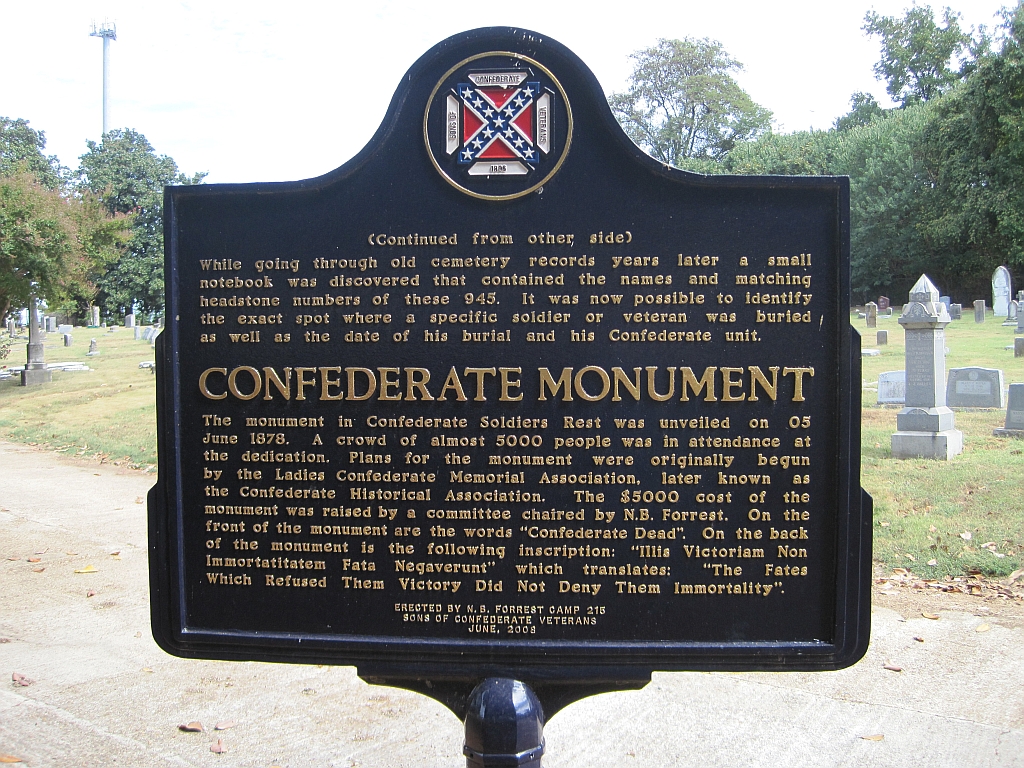 CONFEDERATE
SONS OF
VETERANS
1896
(Continued from other side)
While going through old cemetery records years later a small
notebook was discovered that contained the names and matching
headstone numbers of these 945. It was now possible to identify
the exact spot where a specific soldier or veteran was buried
as well as the date of his burial and his Confederate unit.
CONFEDERATE MONUMENT
The monument in Confederate Soldiers Rest was unveiled on 05
June 1878. A crowd of almost 5000 people was in attendance at
the dedication. Plans for the monument were originally begun
by the Ladies Confederate Memorial Association, later known as
the Confederate Historical Association. The $5000 cost of the
monument was raised by a committee chaired by N.B. Forrest. On the
front of the monument are the words "Confederate Dead". On the back
of the monument is the following inscription: "Illis Victoriam Non
Immortatitatem Fata Negaverunt" which translates: "The Fates
Which Refused Them Victory Did Not Deny Them Immortality".
ERECTED BY N. B. FORREST CAMP 215
SONS OF CONFEDERATE VETERANS
JUNE, 2008